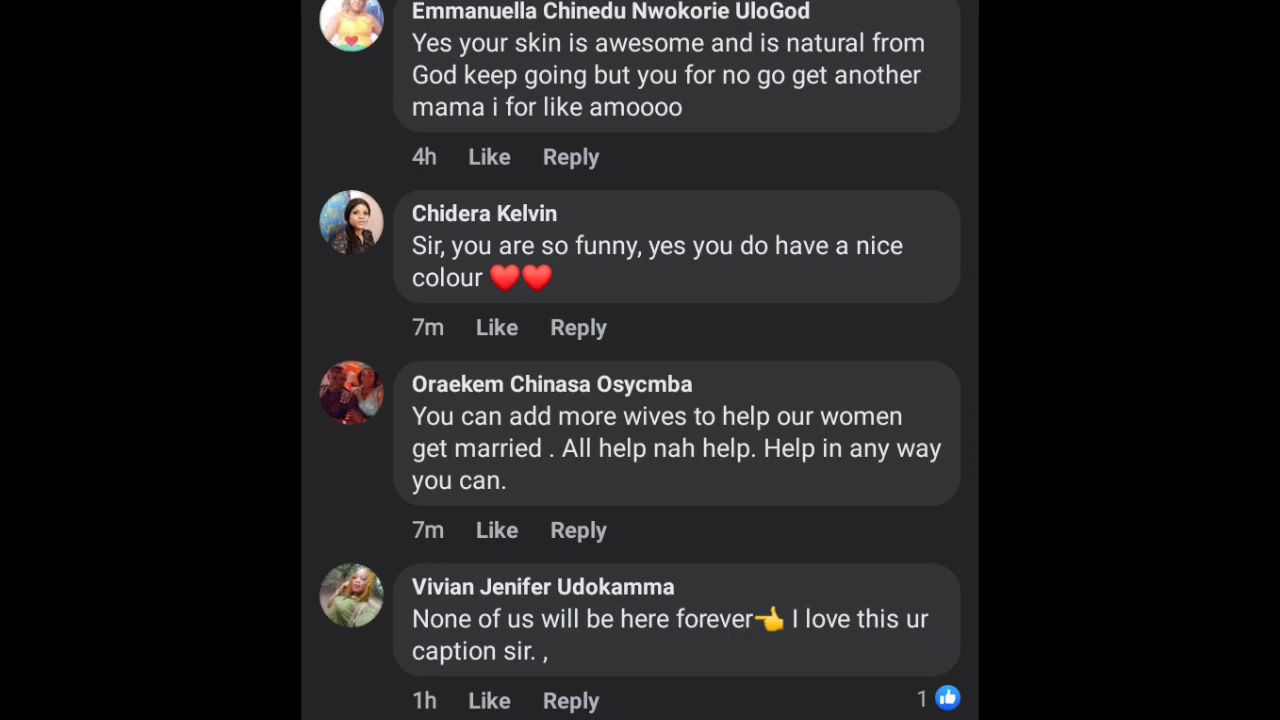 Emmanuella Chinedu Nwokorie UloGod
Yes your skin is awesome and is natural from
God keep going but you for no go get another
mama i for like amoooo
4h Like Reply
Chidera Kelvin
Sir, you are so funny, yes you do have a nice
colour ❤️❤️
7m Like Reply
Oraekem Chinasa Osycmba
You can add more wives to help our women
get married . All help nah help. Help in any way
you can.
7m Like Reply
Vivian Jenifer Udokamma
None of us will be here forever👈 I love this ur
caption sir. ,
1h Like Reply 1